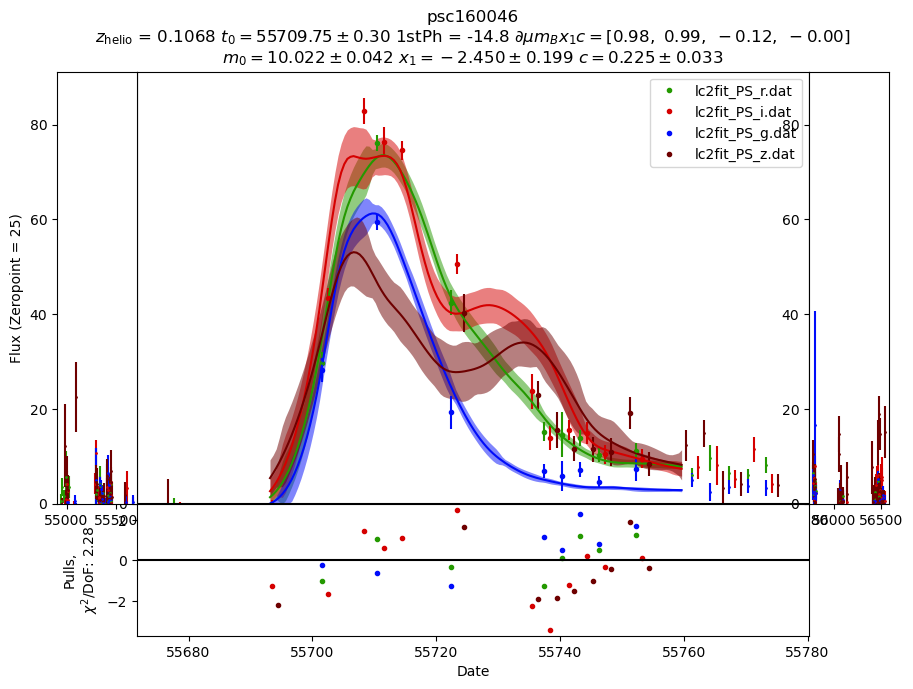 psc160046
z_helio = 0.1068 t_0 = 55709.75 ± 0.30 1stPh = -14.8 ∂μm_Bx_1c = [0.98, 0.99, −0.12, −0.00]
m_0 = 10.022 ± 0.042 x_1 = −2.450 ± 0.199 c = 0.225 ± 0.033
Flux (Zeropoint = 25)
80
60
40
20
0
lc2fit_PS_r.dat
lc2fit_PS_i.dat
lc2fit_PS_g.dat
lc2fit_PS_z.dat
80
60
40
20
0
55000
56000
56500
Pulls,
χ²/DoF: 2.28
0
−2
55680
55700
55720
55740
55760
55780
Date